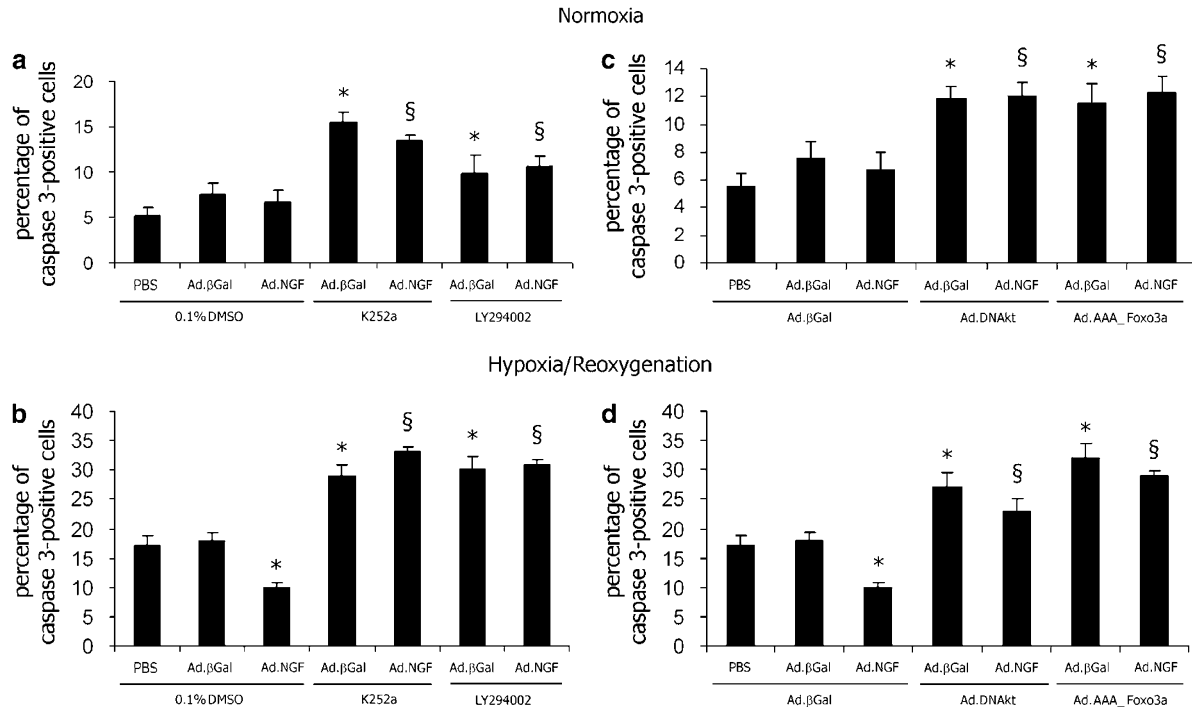 Normoxia
a
percentage of
caspase 3-positive cells
20
15
10
5
0
*
§
*
§
PBS
Ad.βGal
Ad.NGF
Ad.βGal
Ad.NGF
Ad.βGal
Ad.NGF
0.1%DMSO
K252a
LY294002
c
percentage of
caspase 3-positive cells
14
12
10
8
6
4
2
0
*
§
*
§
PBS
Ad.βGal
Ad.NGF
Ad.βGal
Ad.NGF
Ad.βGal
Ad.NGF
Ad.βGal
Ad.DNAkt
Ad.AAA_Foxo3a
Hypoxia/Reoxygenation
b
percentage of
caspase 3-positive cells
40
35
30
25
20
15
10
5
0
*
*
§
*
§
PBS
Ad.βGal
Ad.NGF
Ad.βGal
Ad.NGF
Ad.βGal
Ad.NGF
0.1%DMSO
K252a
LY294002
d
percentage of
caspase 3-positive cells
40
35
30
25
20
15
10
5
0
*
*
§
*
§
PBS
Ad.βGal
Ad.NGF
Ad.βGal
Ad.NGF
Ad.βGal
Ad.NGF
Ad.βGal
Ad.DNAkt
Ad.AAA_Foxo3a